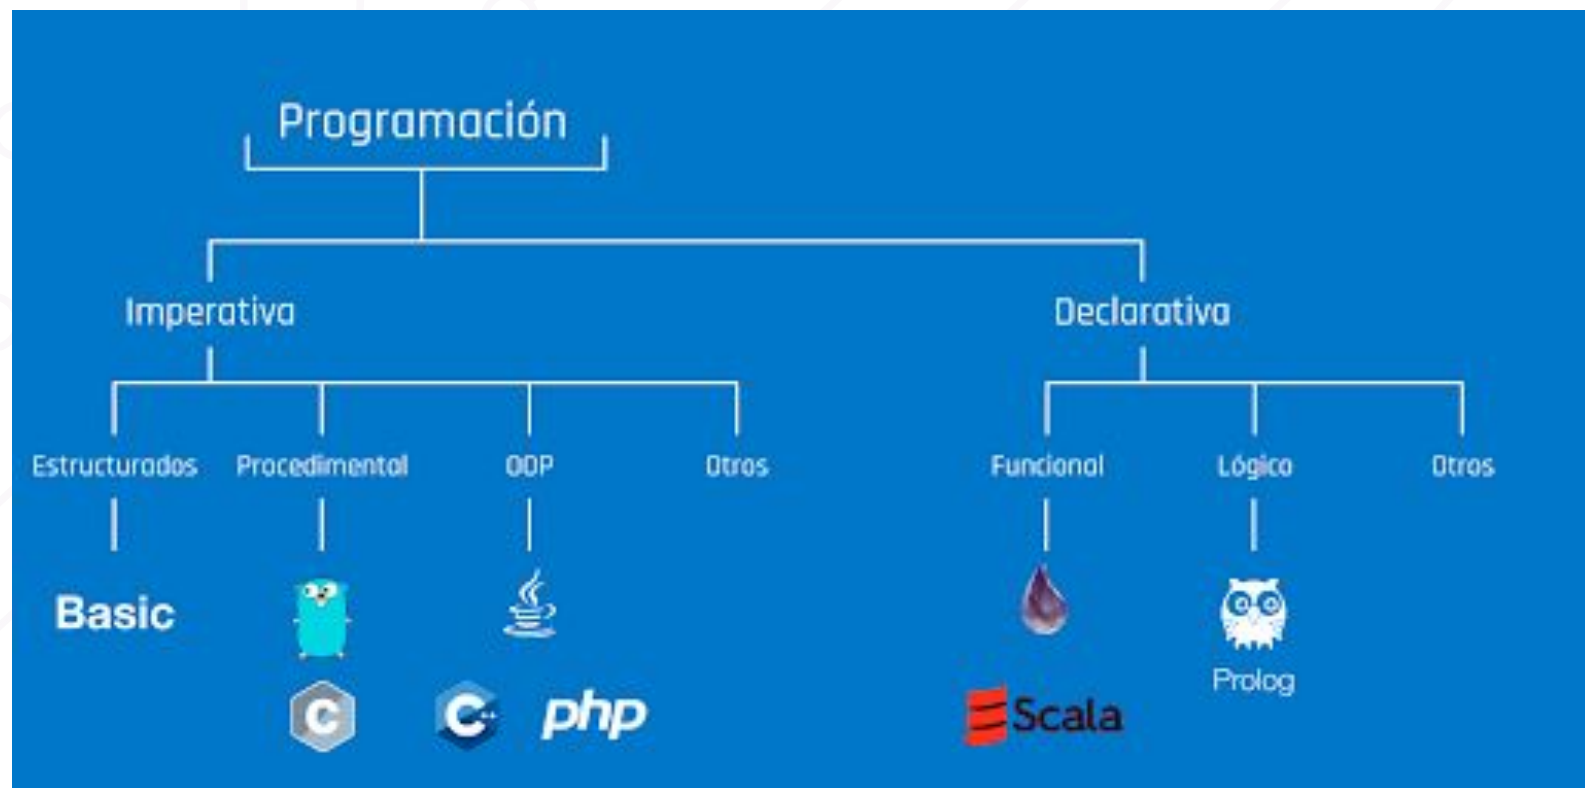 Programación
Imperativa
Declarativa
Estructurados
Procedimental
OOP
Otros
Funcional
Lógico
Otros
Basic
C
C++
php
Scala
Prolog